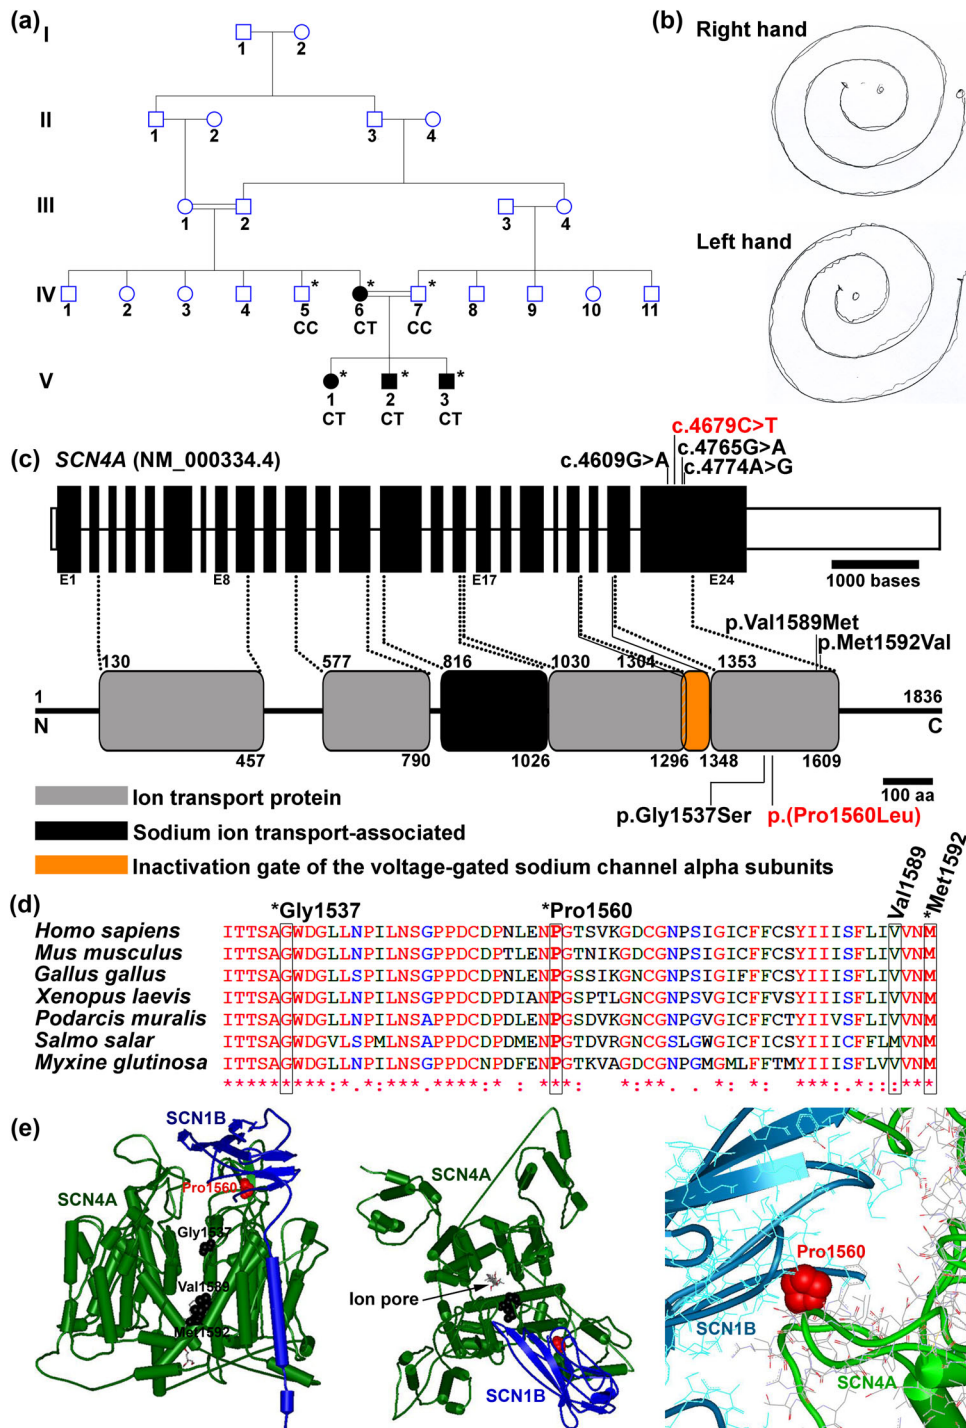 (a)
I
1 2
II
1 2 3 4
III
1 2 3 4
IV
1 2 3 4 5 6 7 8 9 10 11
* * *
CC CT CC
V
* * *
1 2 3
CT CT CT
(b)
Right hand
Left hand
(c) SCN4A (NM_000334.4)
c.4679C>T
c.4609G>A c.4765G>A
c.4774A>G
E1 E8 E17 E24
1000 bases
p.Val1589Met
p.Met1592Val
130 577 816 1030 1304 1353
1 1836
N C
457 790 1026 1296 1348 1609
100 aa
p.Gly1537Ser p.(Pro1560Leu)
Ion transport protein
Sodium ion transport-associated
Inactivation gate of the voltage-gated sodium channel alpha subunits
(d)
*Gly1537 *Pro1560 Val1589 *Met1592
Homo sapiens ITTSAGWDGLLNPILNSGPPDCDPNLENPGTSVKGDCGNPSIGICFFCSYIIISFLIVVNM
Mus musculus ITTSAGWDGLLNPILNSGPPDCDPTLENPGTNIKGDCGNPSIGICFFCSYIIISFLIVVNM
Gallus gallus ITTSAGWDGLLSPILNSGPPDCDPNLENPGSSIKGDCGNPSIGIFFFCSYIIISFLIVVNM
Xenopus laevis ITTSAGWDGLLNPILNSGPPDCDPDIANPGSPTLGNCGNPSVGICFFVSYIIISFLIVVNM
Podarcis muralis ITTSAGWDGLLNPILNSAPPDCDPDLENPGSDVKGNCGNPGVGICFFCTYIIVSFLIVVNM
Salmo salar ITTSAGWDGVLSPMLNSAPPDCDPDMENPGTDVRGNCGSLGWGICFICSYIIICFFLMVNM
Myxine glutinosa ITTSAGWDGLLNPILNSGPPDCNPDFENPGTKVAGDCGNPGMGMLFFTMYIIISFLVVVNM
(e)
SCN1B
SCN4A
Pro1560
Gly1537
Val1589
Met1592
SCN4A
Ion pore
SCN1B
Pro1560
SCN1B
SCN4A